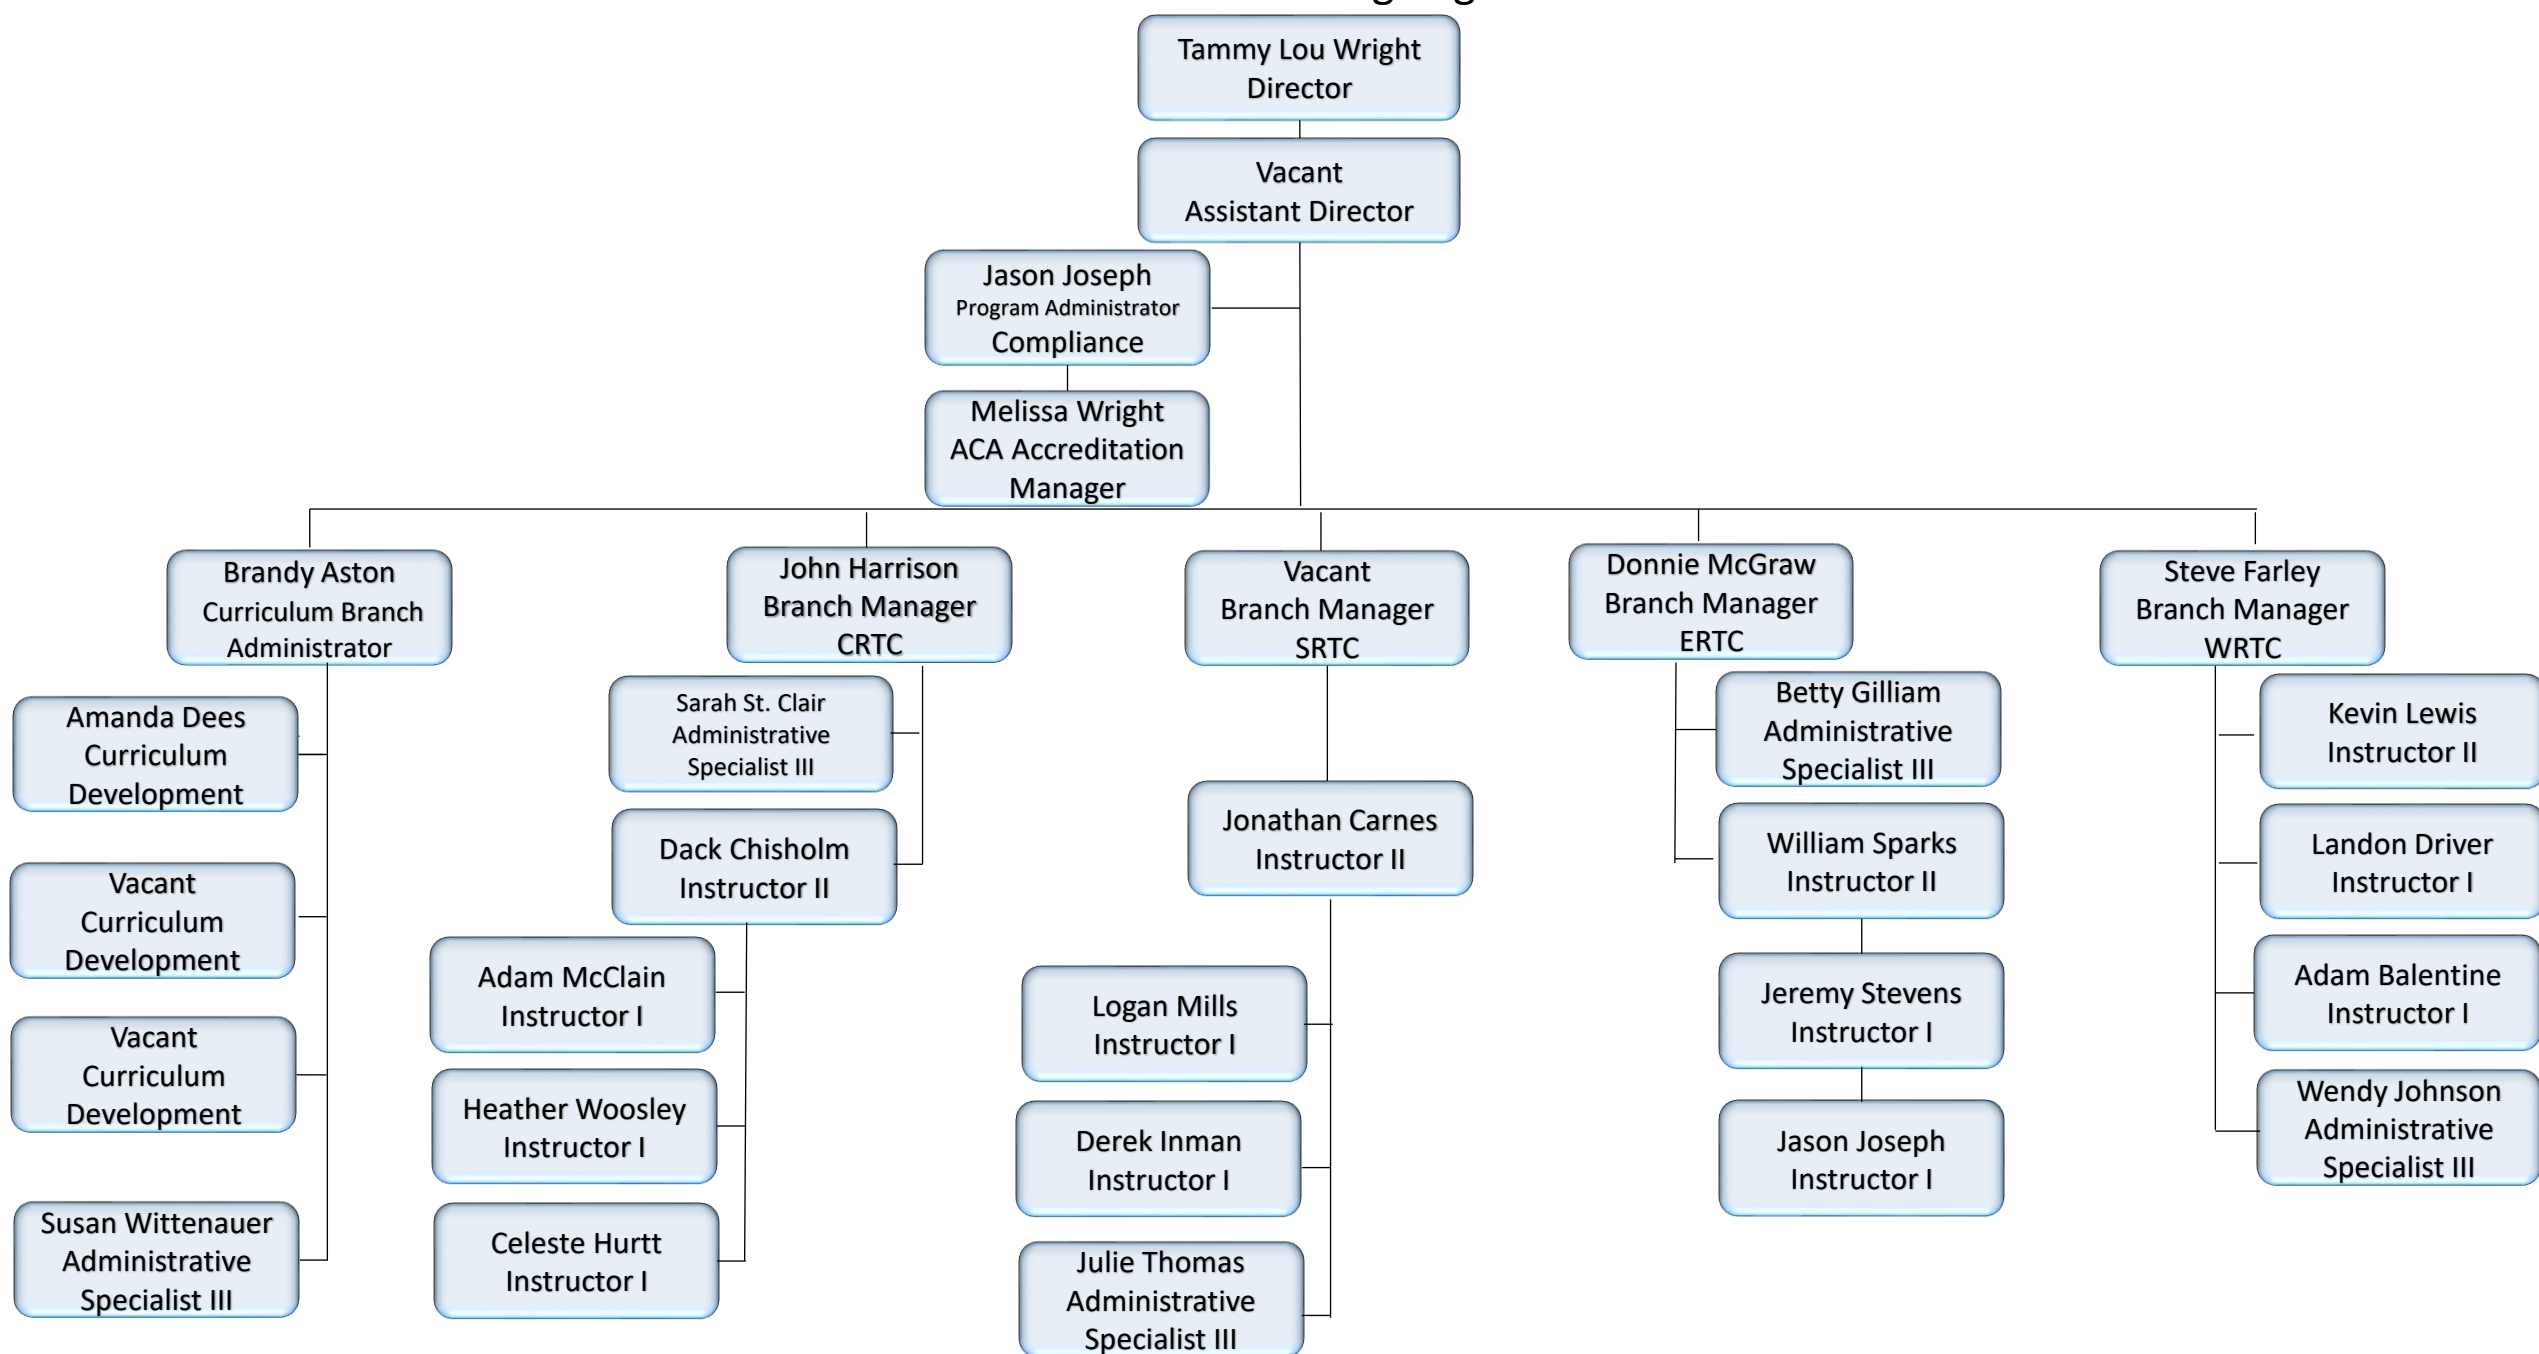 Tammy Lou Wright
Director
Vacant
Assistant Director
Jason Joseph
Program Administrator
Compliance
Melissa Wright
ACA Accreditation
Manager
Brandy Aston
Curriculum Branch
Administrator
Amanda Dees
Curriculum
Development
Vacant
Curriculum
Development
Vacant
Curriculum
Development
Susan Wittenauer
Administrative
Specialist III
John Harrison
Branch Manager
CRTC
Sarah St. Clair
Administrative
Specialist III
Dack Chisholm
Instructor II
Adam McClain
Instructor I
Heather Woosley
Instructor I
Celeste Hurtt
Instructor I
Vacant
Branch Manager
SRTC
Jonathan Carnes
Instructor II
Logan Mills
Instructor I
Derek Inman
Instructor I
Julie Thomas
Administrative
Specialist III
Donnie McGraw
Branch Manager
ERTC
Betty Gilliam
Administrative
Specialist III
William Sparks
Instructor II
Jeremy Stevens
Instructor I
Jason Joseph
Instructor I
Steve Farley
Branch Manager
WRTC
Kevin Lewis
Instructor II
Landon Driver
Instructor I
Adam Balentine
Instructor I
Wendy Johnson
Administrative
Specialist III